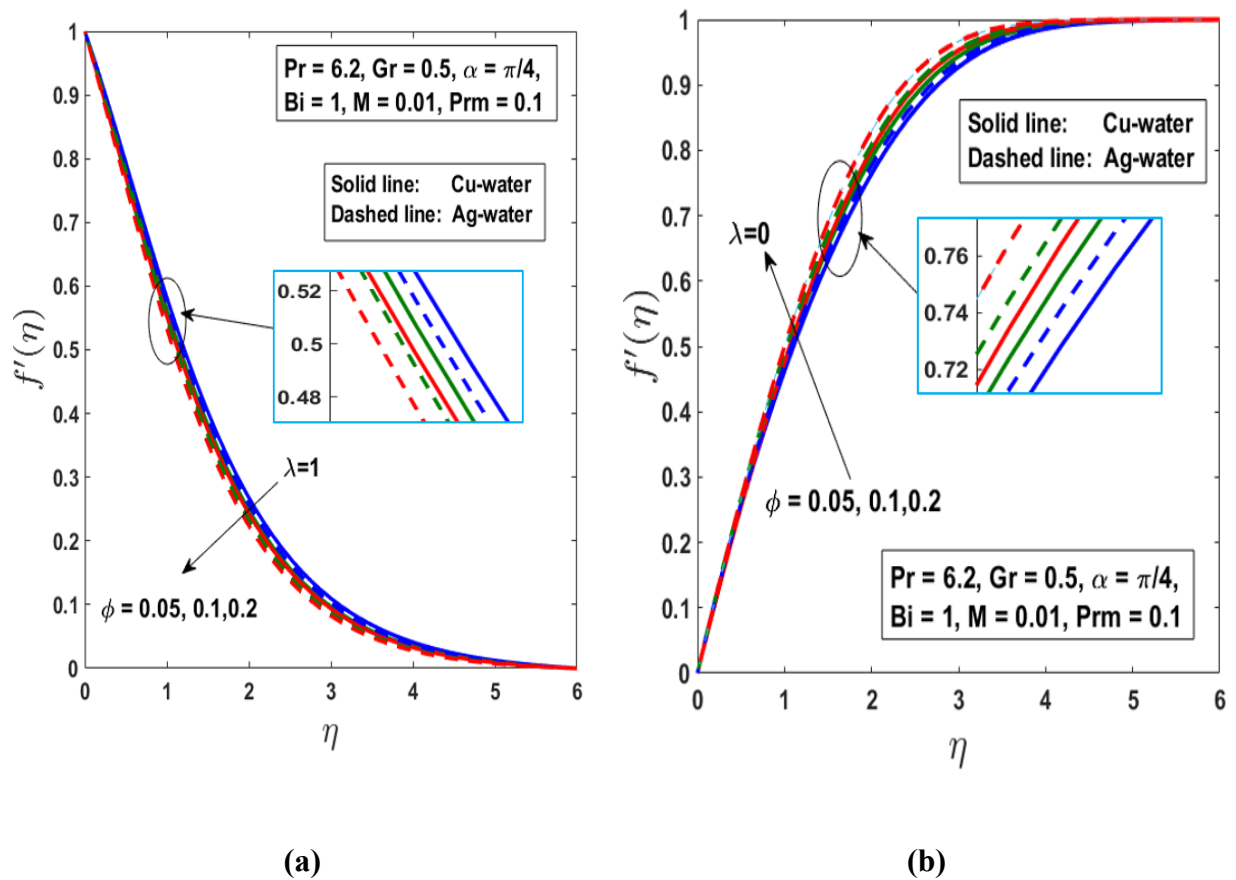 1
0.9
0.8
0.7
0.6
0.5
0.4
0.3
0.2
0.1
0
0 1 2 3 4 5 6
f′(η)
η
Pr = 6.2, Gr = 0.5, α = π/4,
Bi = 1, M = 0.01, Prm = 0.1
Solid line: Cu-water
Dashed line: Ag-water
0.52
0.5
0.48
λ=1
ϕ = 0.05, 0.1,0.2
(a)
1
0.9
0.8
0.7
0.6
0.5
0.4
0.3
0.2
0.1
0
0 1 2 3 4 5 6
f′(η)
η
Solid line: Cu-water
Dashed line: Ag-water
0.76
0.74
0.72
λ=0
ϕ = 0.05, 0.1,0.2
Pr = 6.2, Gr = 0.5, α = π/4,
Bi = 1, M = 0.01, Prm = 0.1
(b)